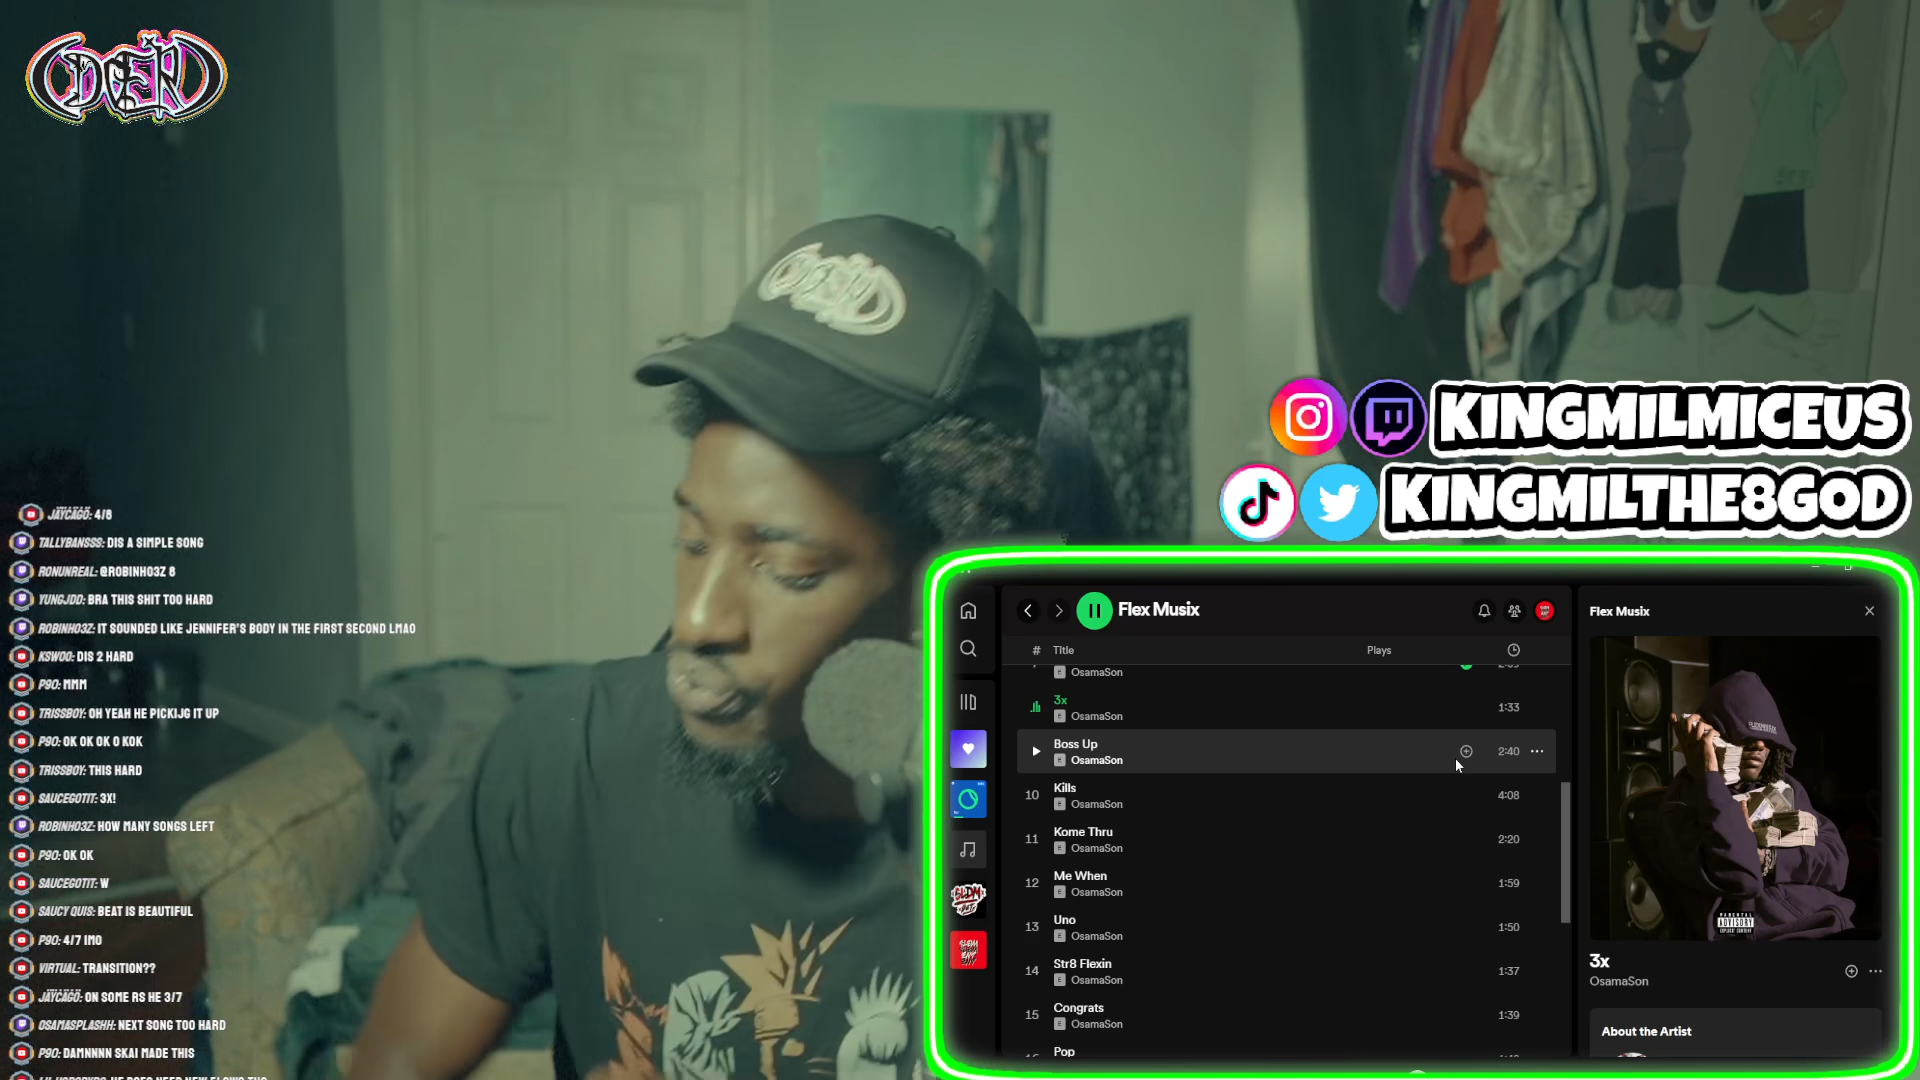 DCER
KINGMILMICEUS
KINGMILTHE8GOD
JAYCAGO: 4/8
TALLYBANSSS: DIS A SIMPLE SONG
RONUNREAL: @ROBINHO3Z 8
YUNGJDD: BRA THIS SHIT TOO HARD
ROBINHO3Z: IT SOUNDED LIKE JENNIFER'S BODY IN THE FIRST SECOND LMAO
KSWOO: DIS 2 HARD
P90: MMM
TRISSBOY: OH YEAH HE PICKIJG IT UP
P90: OK OK OK O KOK
TRISSBOY: THIS HARD
SAUCEGOTIT: 3X!
ROBINHO3Z: HOW MANY SONGS LEFT
P90: OK OK
SAUCEGOTIT: W
SAUCY QUIS: BEAT IS BEAUTIFUL
P90: 4/7 IMO
VIRTUAL: TRANSITION??
JAYCAGO: ON SOME RS HE 3/7
OSAMASPLASHH: NEXT SONG TOO HARD
P90: DAMNNNN SKAI MADE THIS
Flex Musix
# Title Plays
E OsamaSon
3x
E OsamaSon 1:33
Boss Up
E OsamaSon 2:40
10 Kills
E OsamaSon 4:08
11 Kome Thru
E OsamaSon 2:20
12 Me When
E OsamaSon 1:59
13 Uno
E OsamaSon 1:50
14 Str8 Flexin
E OsamaSon 1:37
15 Congrats
E OsamaSon 1:39
Pop
Flex Musix
PARENTAL
ADVISORY
EXPLICIT CONTENT
3x
OsamaSon
About the Artist